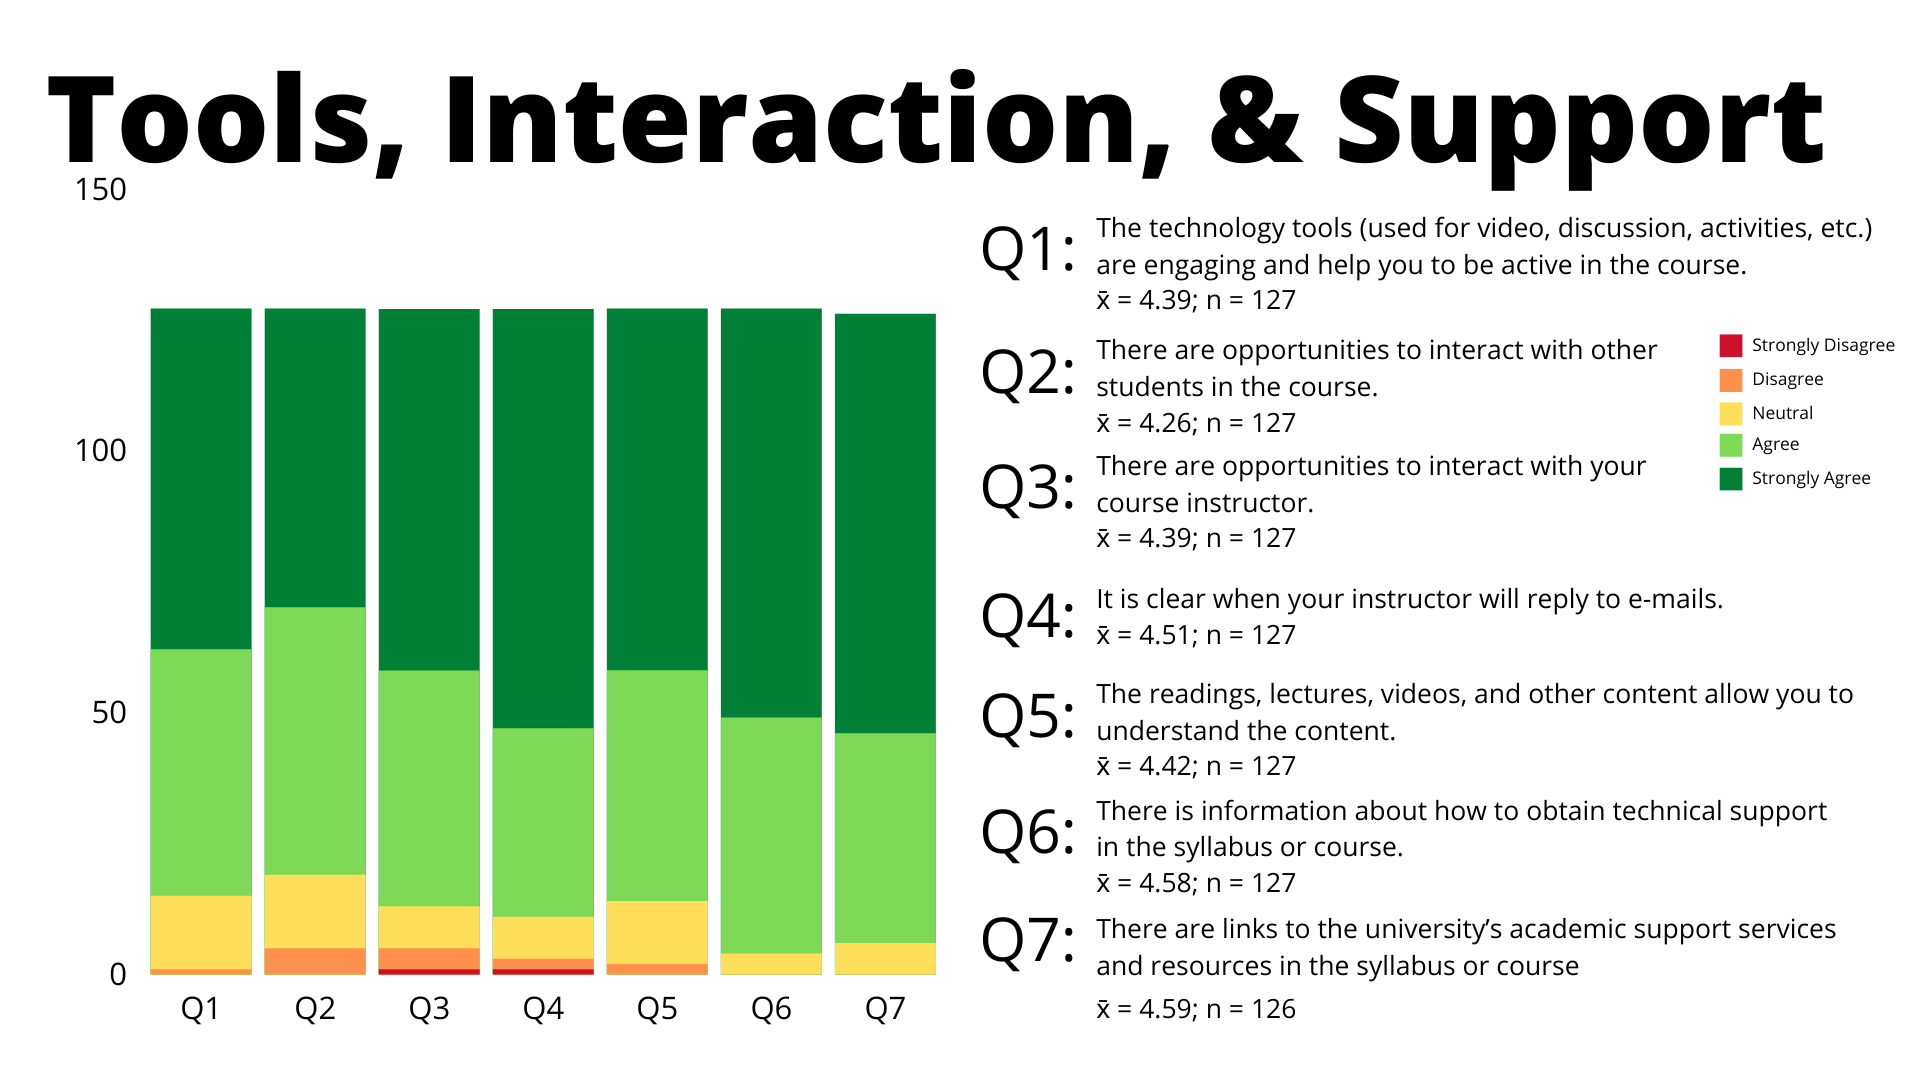 Tools, Interaction, & Support
150
100
50
0
Q1
Q2
Q3
Q4
Q5
Q6
Q7
Q1:
The technology tools (used for video, discussion, activities, etc.)
are engaging and help you to be active in the course.
x̄ = 4.39; n = 127
Q2:
There are opportunities to interact with other
students in the course.
x̄ = 4.26; n = 127
Q3:
There are opportunities to interact with your
course instructor.
x̄ = 4.39; n = 127
Q4:
It is clear when your instructor will reply to e-mails.
x̄ = 4.51; n = 127
Q5:
The readings, lectures, videos, and other content allow you to
understand the content.
x̄ = 4.42; n = 127
Q6:
There is information about how to obtain technical support
in the syllabus or course.
x̄ = 4.58; n = 127
Q7:
There are links to the university’s academic support services
and resources in the syllabus or course
x̄ = 4.59; n = 126
Strongly Disagree
Disagree
Neutral
Agree
Strongly Agree